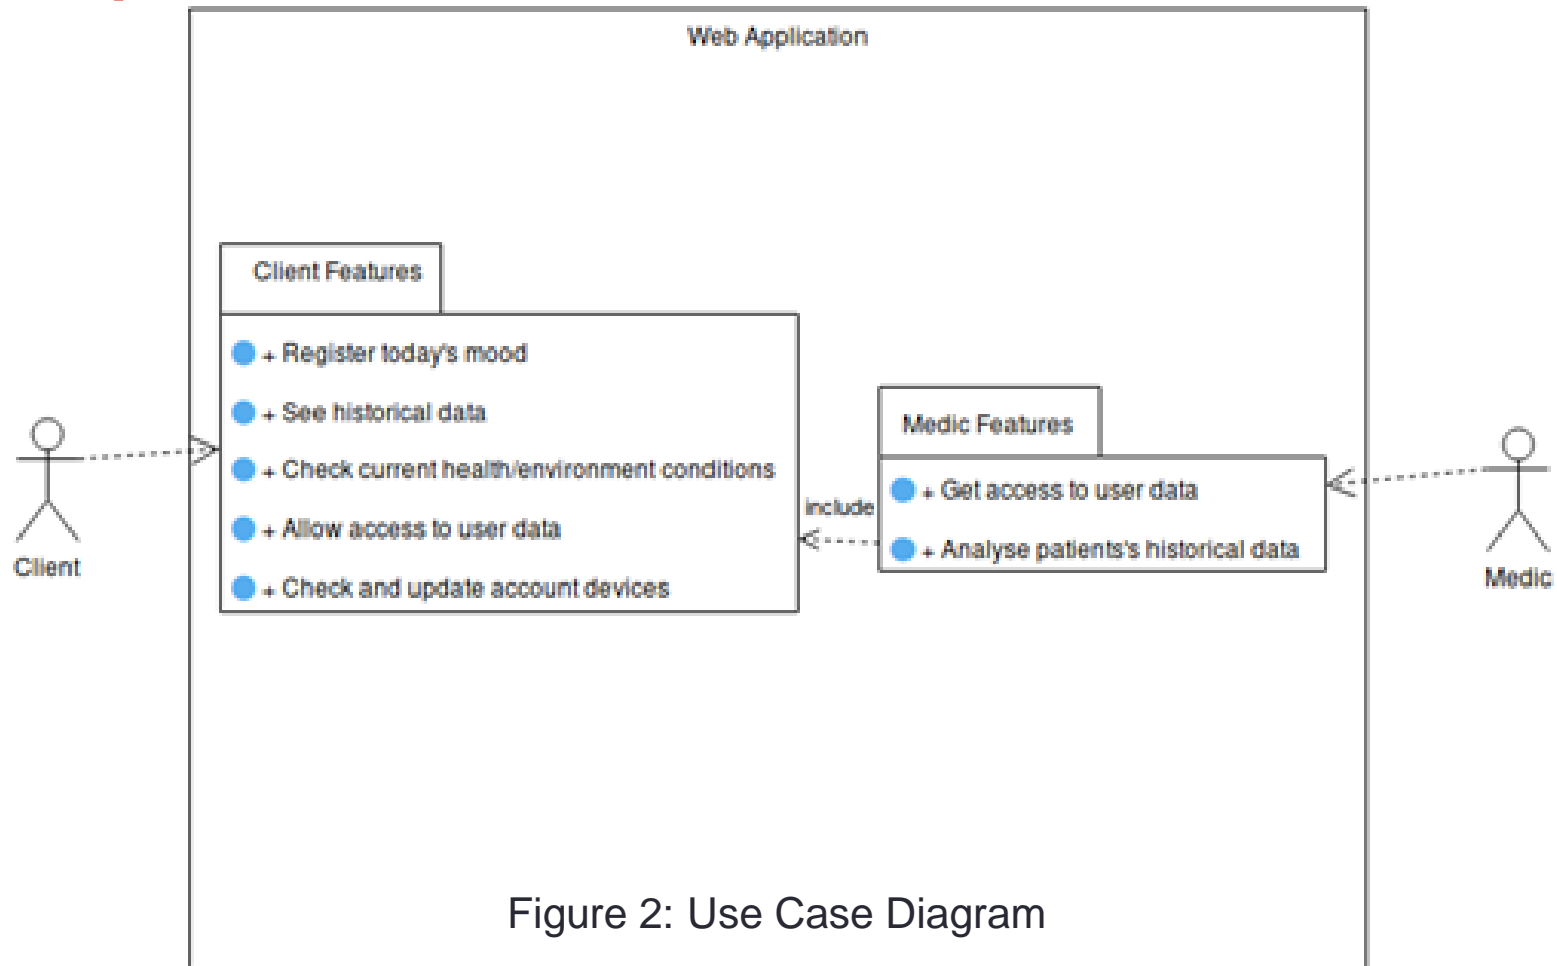 Web Application
Client Features
+ Register today's mood
+ See historical data
+ Check current health/environment conditions
+ Allow access to user data
+ Check and update account devices
Client
include
Medic Features
+ Get access to user data
+ Analyse patients's historical data
Medic
Figure 2: Use Case Diagram